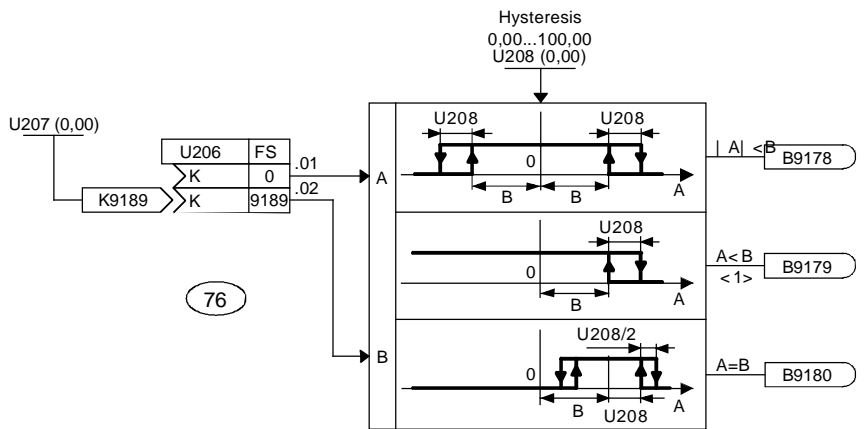 Hysteresis
0,00...100,00
U208 (0,00)
U207 (0,00)
U206 FS
.01
K 0
.02
K9189 K 9189
76
A
B
U208 U208
0
B B A
| A| <B
B9178
U208
0
B A
A<B
<1>
B9179
U208/2
0
B U208 A
A=B
B9180